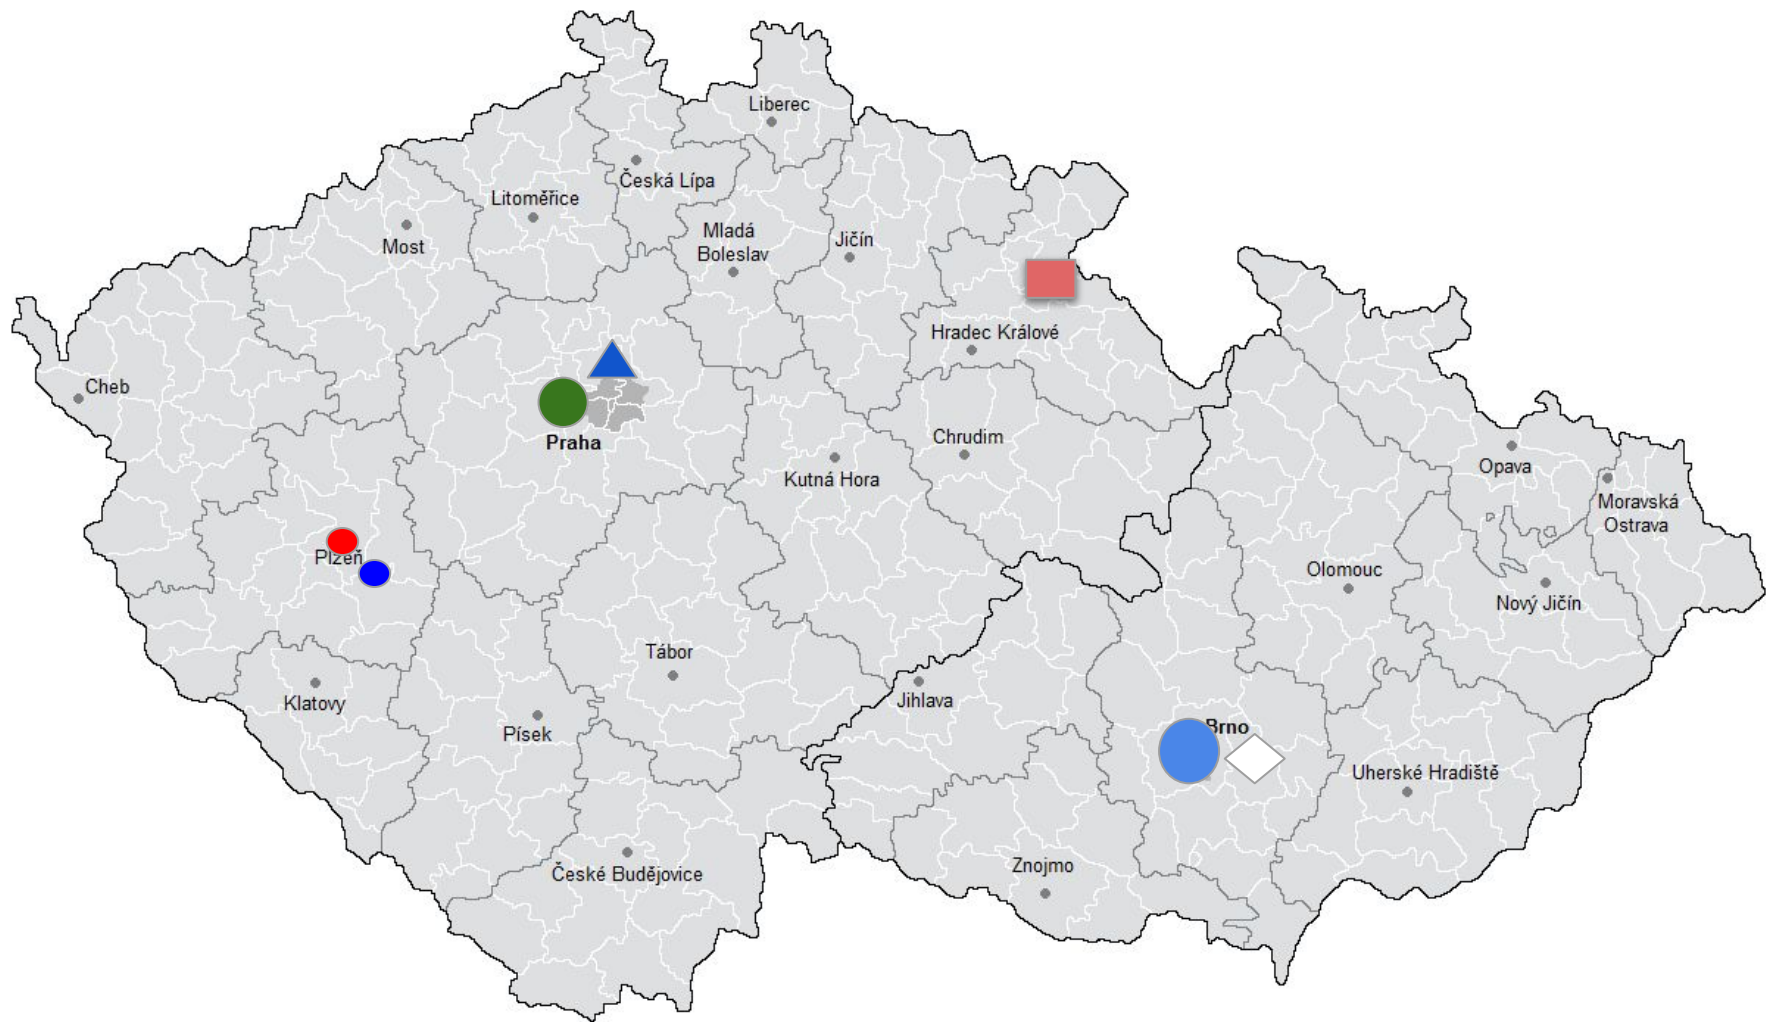 Liberec
Česká Lípa
Litoměřice
Mladá
Boleslav
Jičín
Most
Hradec Králové
Cheb
Praha
Chrudim
Kutná Hora
Opava
Moravská
Ostrava
Plzeň
Olomouc
Nový Jičín
Tábor
Klatovy
Jihlava
Písek
Brno
Uherské Hradiště
České Budějovice
Znojmo